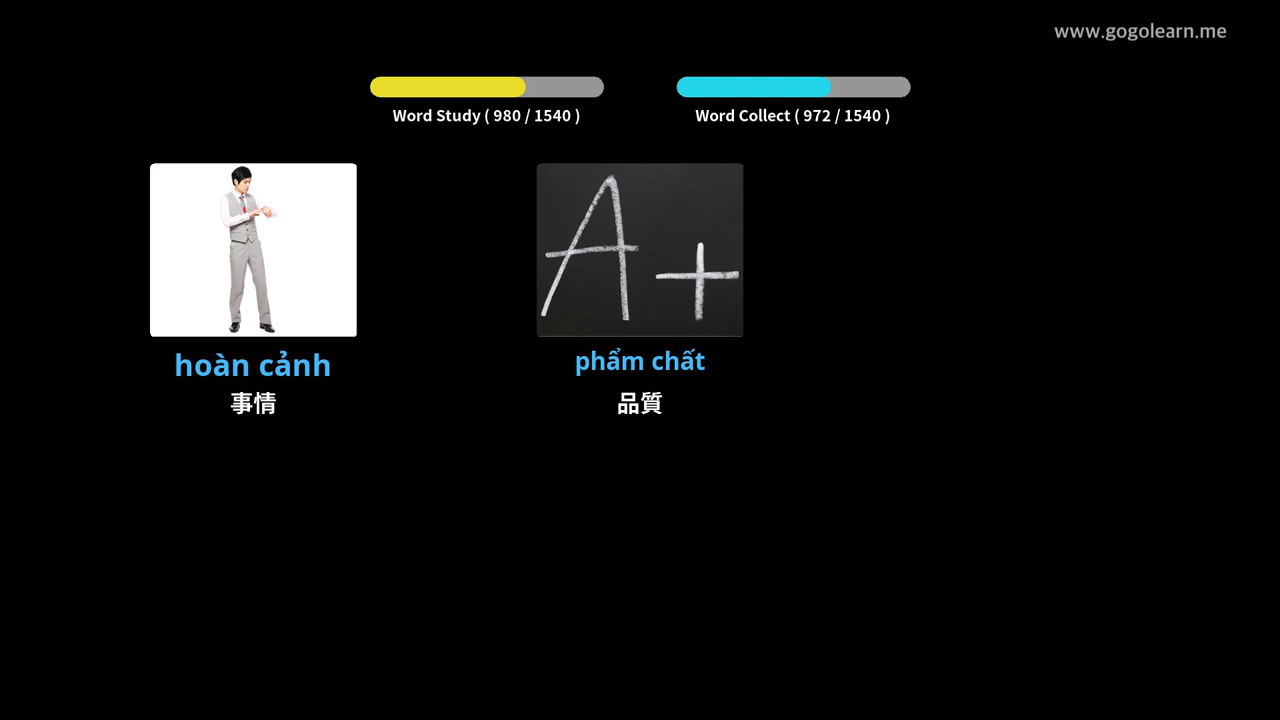 www.gogolearn.me
Word Study ( 980 / 1540 )
Word Collect ( 972 / 1540 )
A+
hoàn cảnh
phẩm chất
事情
品質